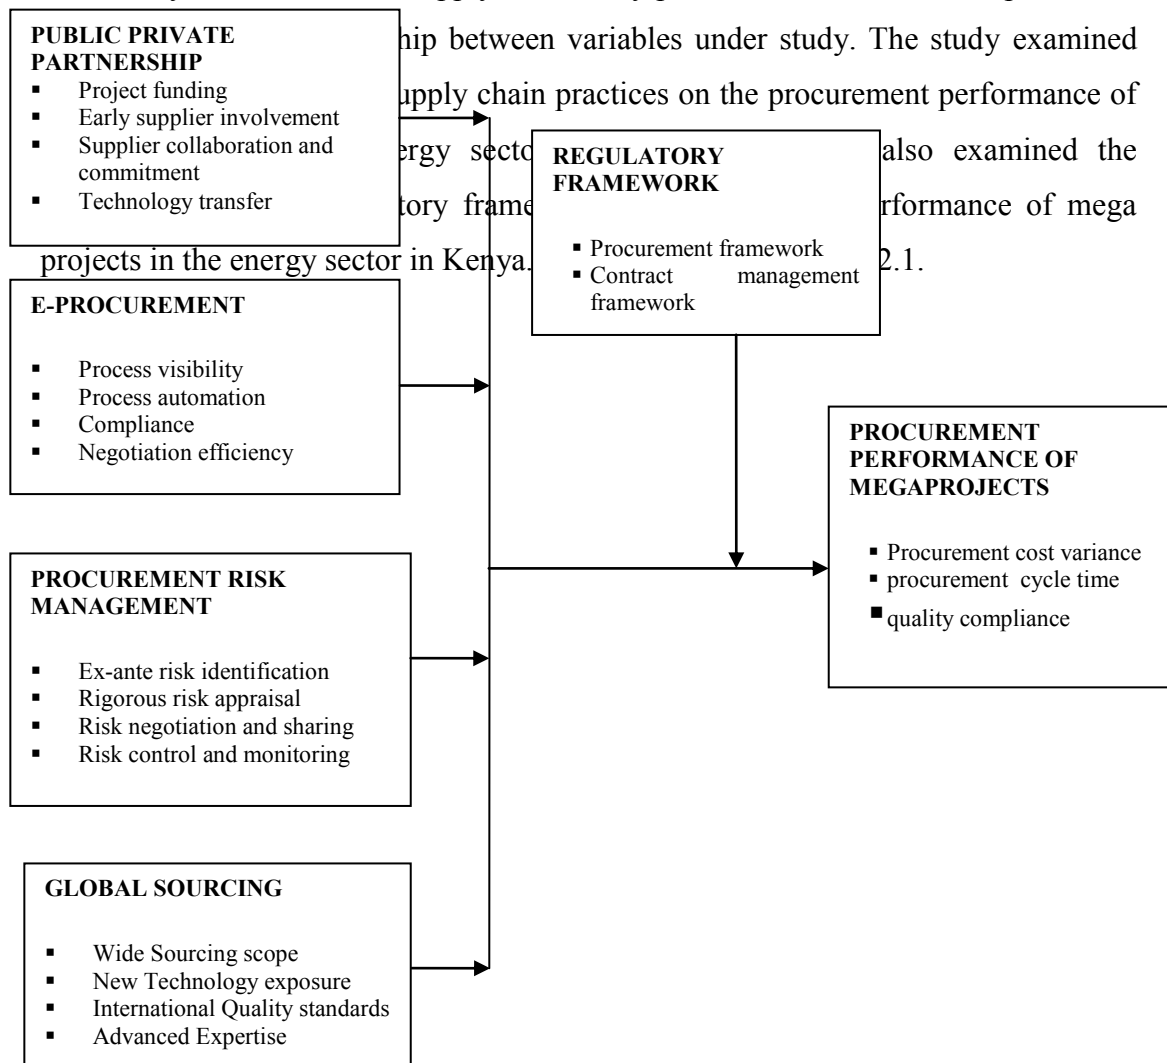 hip between variables under study. The study examined
upply chain practices on the procurement performance of
ergy secto also examined the
tory frame rformance of mega
projects in the energy sector in Kenya. 2.1.
PUBLIC PRIVATE
PARTNERSHIP
▪ Project funding
▪ Early supplier involvement
▪ Supplier collaboration and
commitment
▪ Technology transfer
E-PROCUREMENT
▪ Process visibility
▪ Process automation
▪ Compliance
▪ Negotiation efficiency
PROCUREMENT RISK
MANAGEMENT
▪ Ex-ante risk identification
▪ Rigorous risk appraisal
▪ Risk negotiation and sharing
▪ Risk control and monitoring
GLOBAL SOURCING
▪ Wide Sourcing scope
▪ New Technology exposure
▪ International Quality standards
▪ Advanced Expertise
REGULATORY
FRAMEWORK
▪ Procurement framework
▪ Contract management
framework
PROCUREMENT
PERFORMANCE OF
MEGAPROJECTS
▪ Procurement cost variance
▪ procurement cycle time
▪ quality compliance